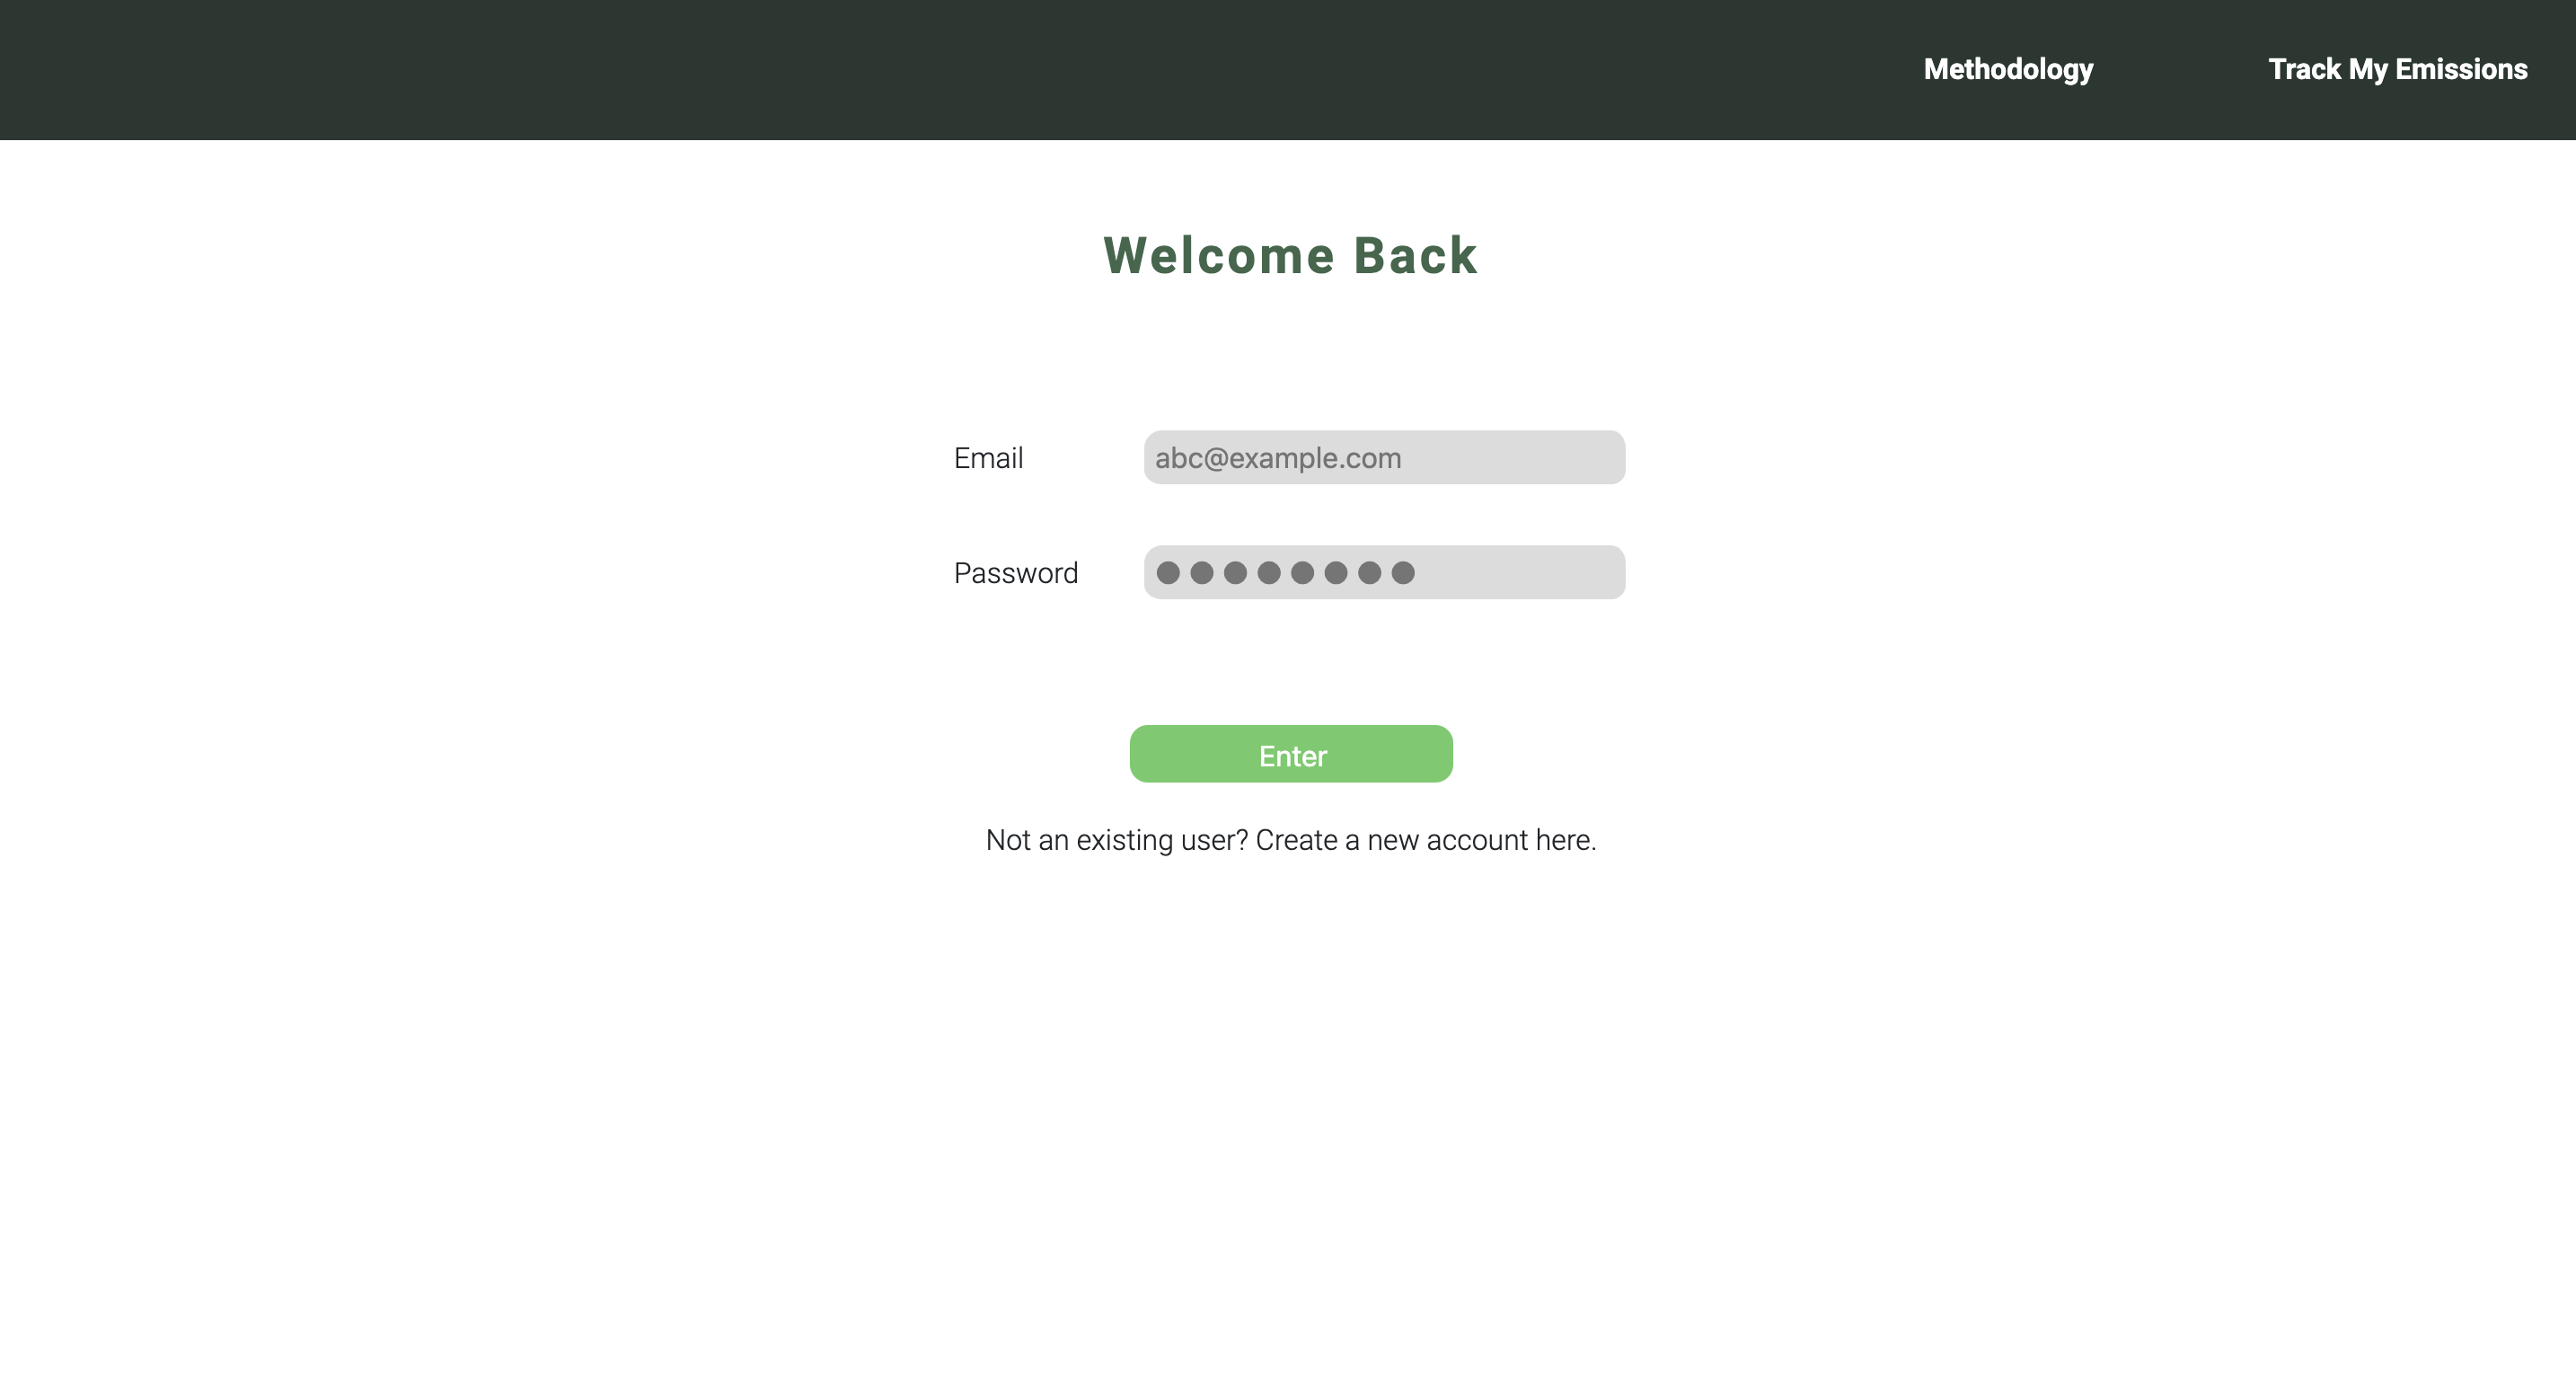 Methodology Track My Emissions
Welcome Back
Email abc@example.com
Password ●●●●●●●●
Enter
Not an existing user? Create a new account here.